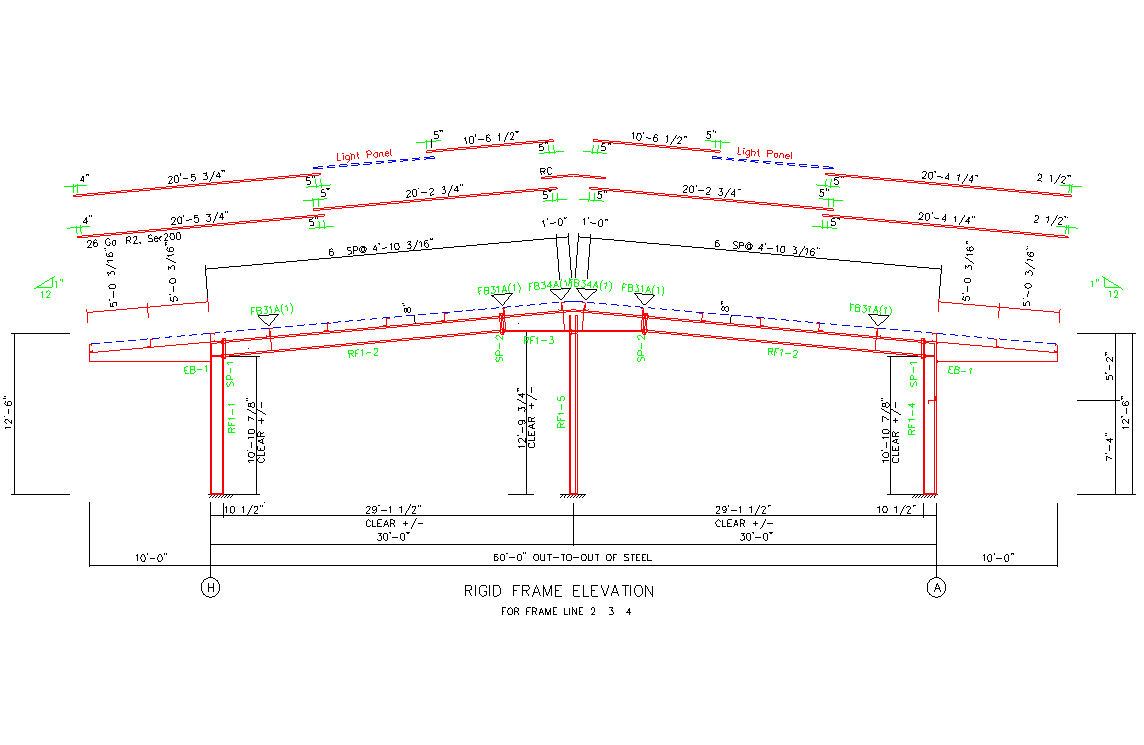 5" 10'-6 1/2" 10'-6 1/2" 5"
5" 5"
Light Panel Light Panel
RC
4" 20'-5 3/4" 5" 5" 20'-4 1/4" 2 1/2"
5" 20'-2 3/4" 5" 5" 20'-2 3/4" 5"
4" 20'-5 3/4" 5" 5" 20'-4 1/4" 2 1/2"
26 Ga R2, Ser200
1'-0" 1'-0"
6 SP@ 4'-10 3/16" 6 SP@ 4'-10 3/16"
5'-0 3/16" 5'-0 3/16" 5'-0 3/16" 5'-0 3/16"
1" 12 1" 12
FB31A(1) FB31A(1) FB34A(1) FB34A(1) FB31A(1) FB31A(1)
8" 8"
RF1-2 SP-2 RF1-3 SP-2 RF1-2
EB-1 SP-1 SP-1 EB-1
12'-6" RF1-1 10'-10 7/8" CLEAR +/- 12'-9 3/4" CLEAR +/- RF1-5 10'-10 7/8" CLEAR +/- RF1-4 5'-2" 7'-4" 12'-6"
10 1/2" 29'-1 1/2" 29'-1 1/2" 10 1/2"
CLEAR +/- CLEAR +/-
30'-0" 30'-0"
10'-0" 60'-0" OUT-TO-OUT OF STEEL 10'-0"
H A
RIGID FRAME ELEVATION
FOR FRAME LINE 2 3 4